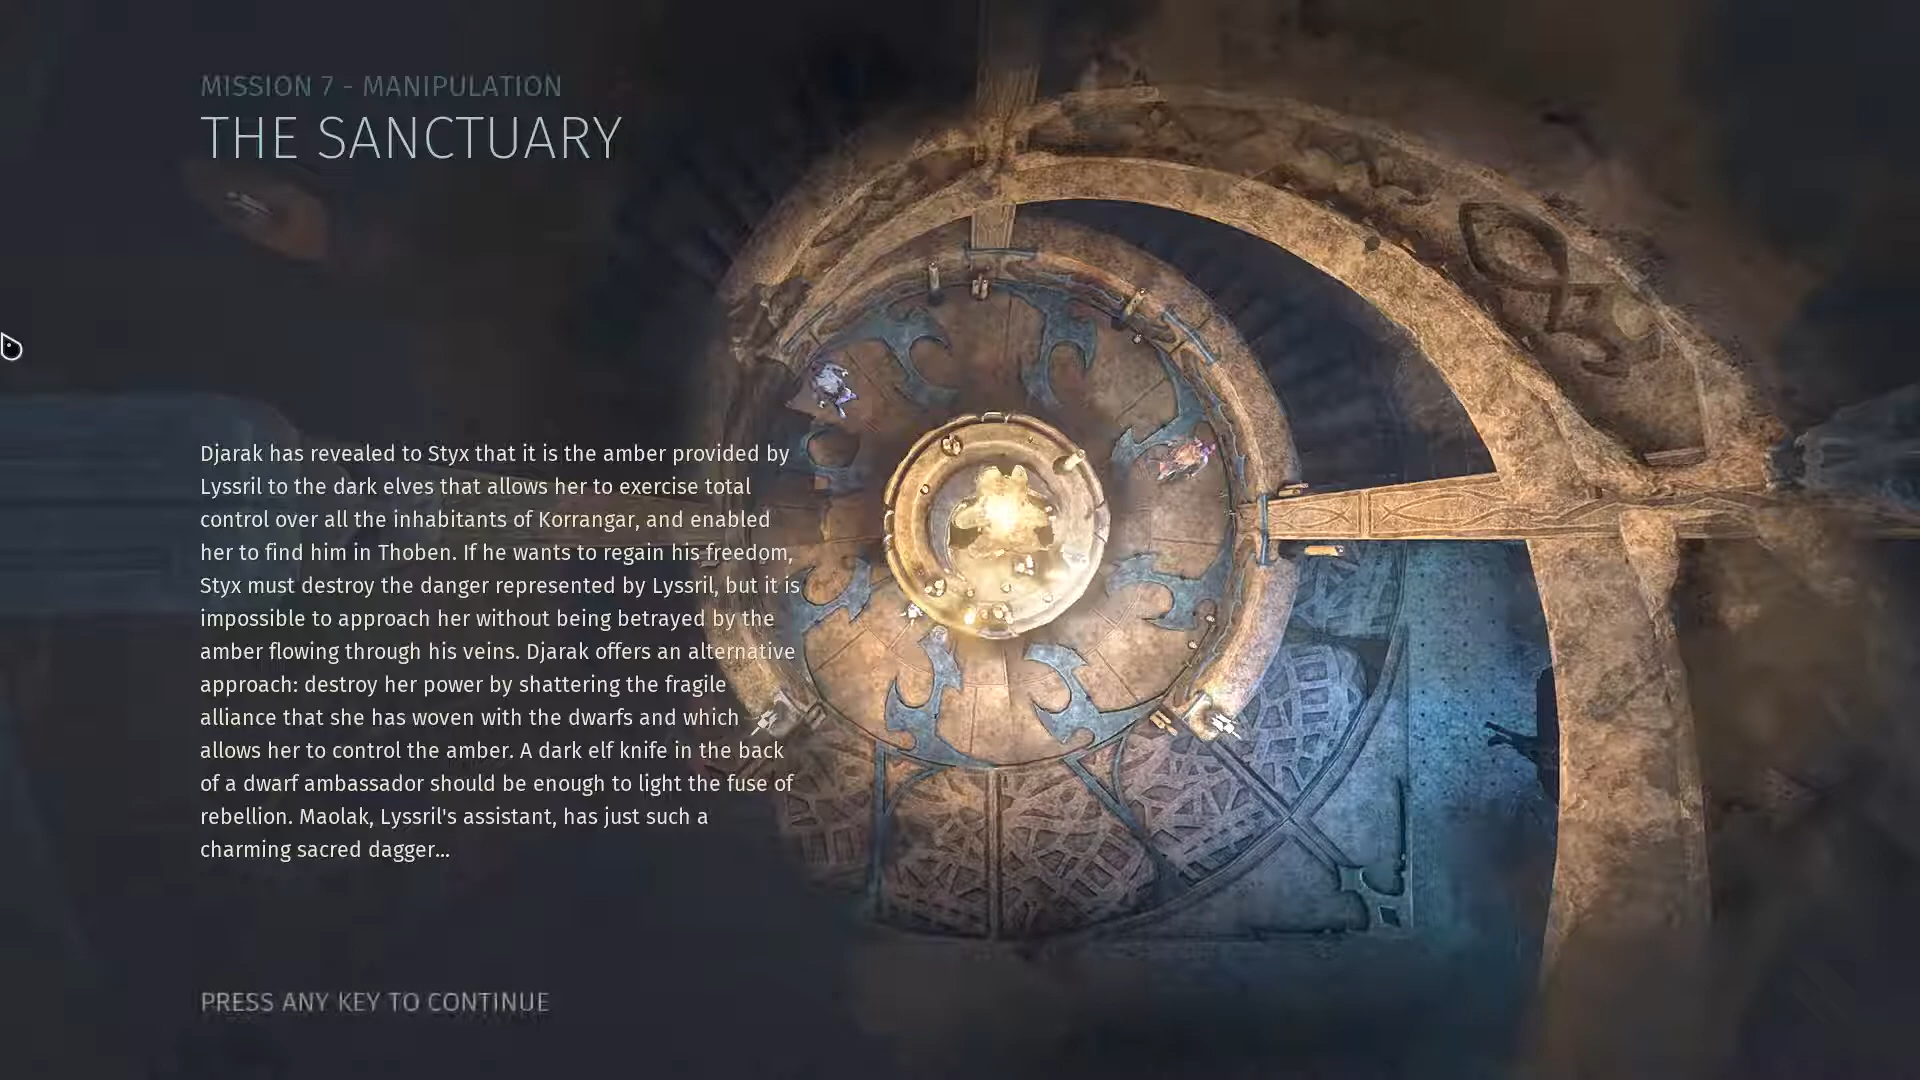 MISSION 7 - MANIPULATION
THE SANCTUARY
Djarak has revealed to Styx that it is the amber provided by
Lyssril to the dark elves that allows her to exercise total
control over all the inhabitants of Korrangar, and enabled
her to find him in Thoben. If he wants to regain his freedom,
Styx must destroy the danger represented by Lyssril, but it is
impossible to approach her without being betrayed by the
amber flowing through his veins. Djarak offers an alternative
approach: destroy her power by shattering the fragile
alliance that she has woven with the dwarfs and which
allows her to control the amber. A dark elf knife in the back
of a dwarf ambassador should be enough to light the fuse of
rebellion. Maolak, Lyssril's assistant, has just such a
charming sacred dagger...
PRESS ANY KEY TO CONTINUE